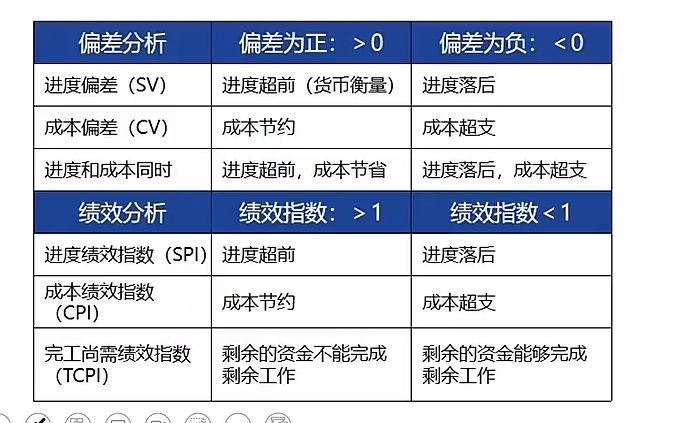 偏差分析 偏差为正：＞0 偏差为负：＜0
进度偏差（SV） 进度超前（货币衡量） 进度落后
成本偏差（CV） 成本节约 成本超支
进度和成本同时 进度超前，成本节省 进度落后，成本超支
绩效分析 绩效指数：＞1 绩效指数＜1
进度绩效指数（SPI） 进度超前 进度落后
成本绩效指数
（CPI） 成本节约 成本超支
完工尚需绩效指数
（TCPI） 剩余的资金不能完成
剩余工作 剩余的资金能够完成
剩余工作